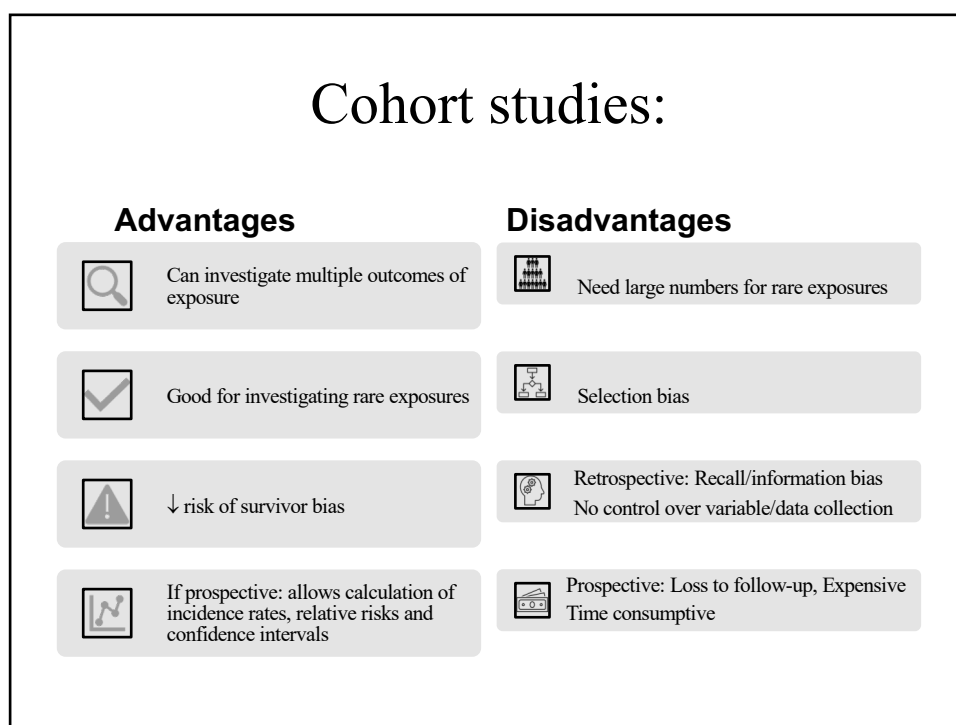 Cohort studies:
Advantages
Can investigate multiple outcomes of
exposure
Good for investigating rare exposures
↓ risk of survivor bias
If prospective: allows calculation of
incidence rates, relative risks and
confidence intervals
Disadvantages
Need large numbers for rare exposures
Selection bias
Retrospective: Recall/information bias
No control over variable/data collection
Prospective: Loss to follow-up, Expensive
Time consumptive